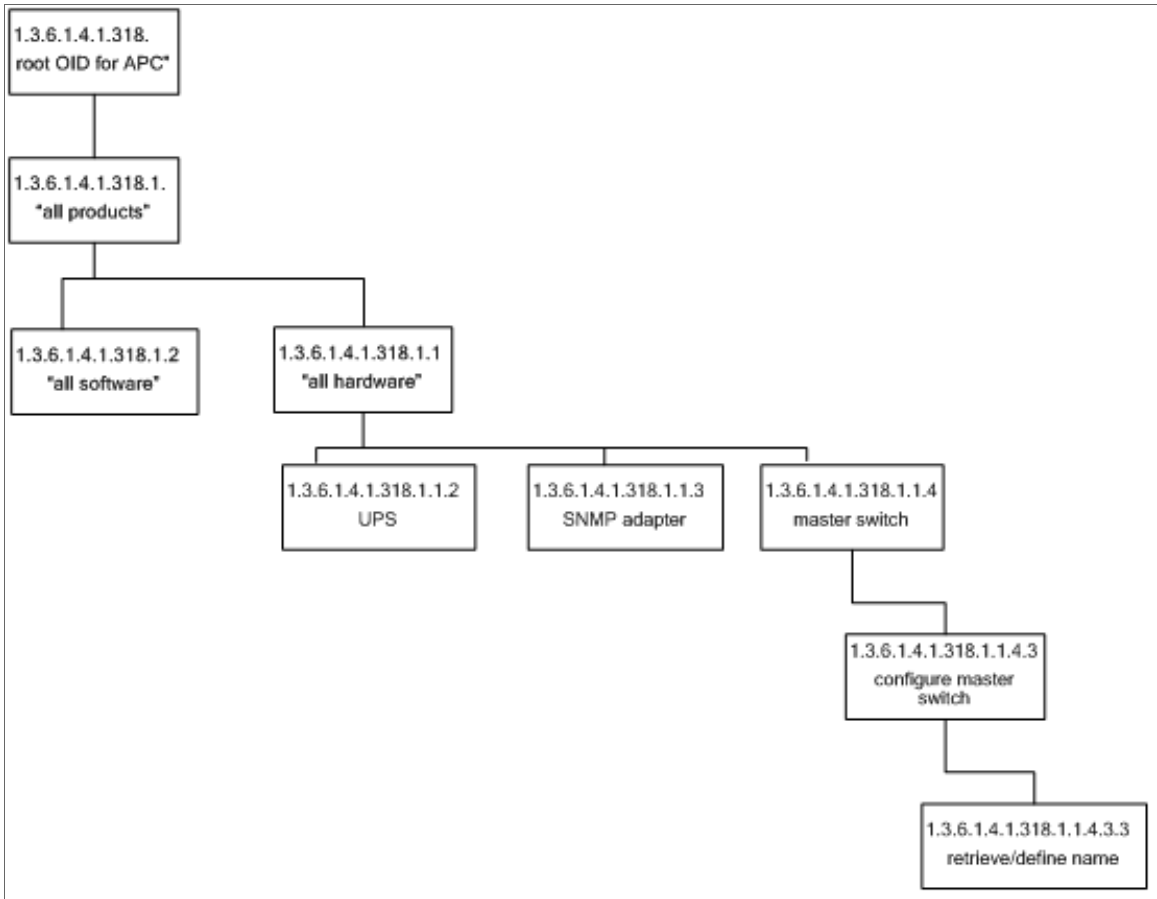 1.3.6.1.4.1.318.
root OID for APC"
1.3.6.1.4.1.318.1.
"all products"
1.3.6.1.4.1.318.1.2
"all software"
1.3.6.1.4.1.318.1.1
"all hardware"
1.3.6.1.4.1.318.1.1.2
UPS
1.3.6.1.4.1.318.1.1.3
SNMP adapter
1.3.6.1.4.1.318.1.1.4
master switch
1.3.6.1.4.1.318.1.1.4.3
configure master
switch
1.3.6.1.4.1.318.1.1.4.3.3
retrieve/define name